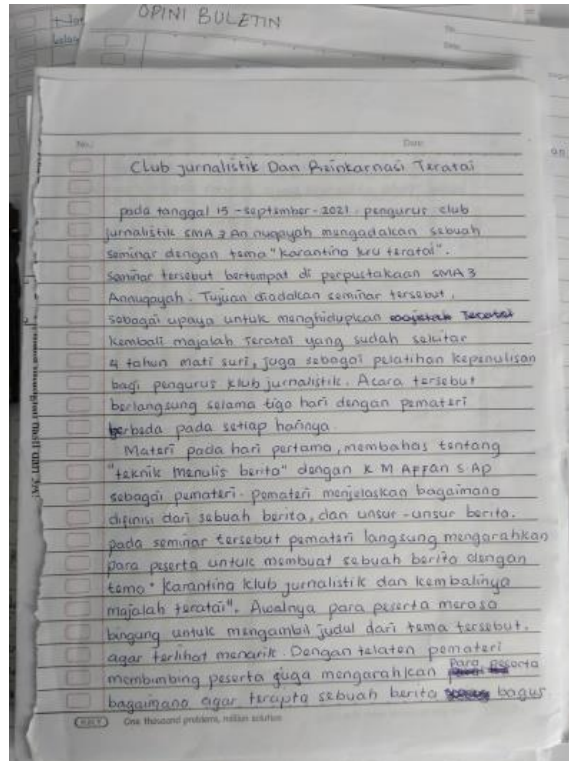 OPINI BULETIN
No.:
Date:
Club jurnalistik Dan Reinkarnasi Teratai
pada tanggal 15 - september - 2021. pengurus club
jurnalistik SMA 3 An nuqayah mengadakan sebuah
seminar dengan tema "karantina kru teratai".
Seminar tersebut bertempat di perpustakaan SMA 3
Annuqayah. Tujuan diadakan seminar tersebut,
sebagai upaya untuk menghidupkan
kembali majalah Teratai yang sudah sekitar
4 tahun mati suri, juga sebagai pelatihan kepenulisan
bagi pengurus klub jurnalistik. Acara tersebut
berlangsung selama tiga hari dengan pemateri
berbeda pada setiap harinya.
Materi pada hari pertama, membahas tentang
"teknik menulis berita" dengan K M Affan S.Ap
sebagai pemateri. pemateri menjelaskan bagaimana
difinisi dari sebuah berita, dan unsur-unsur berita.
pada seminar tersebut pemateri langsung mengarahkan
para peserta untuk membuat sebuah berita dengan
tema "karantina klub jurnalistik dan kembalinya
majalah teratai". Awalnya para peserta merasa
bingung untuk mengambil judul dari tema tersebut.
agar terlihat menarik. Dengan telaten pemateri
membimbing peserta juga mengarahkan para peserta
bagaimana agar tercipta sebuah berita bagus
One thousand problems, million solution